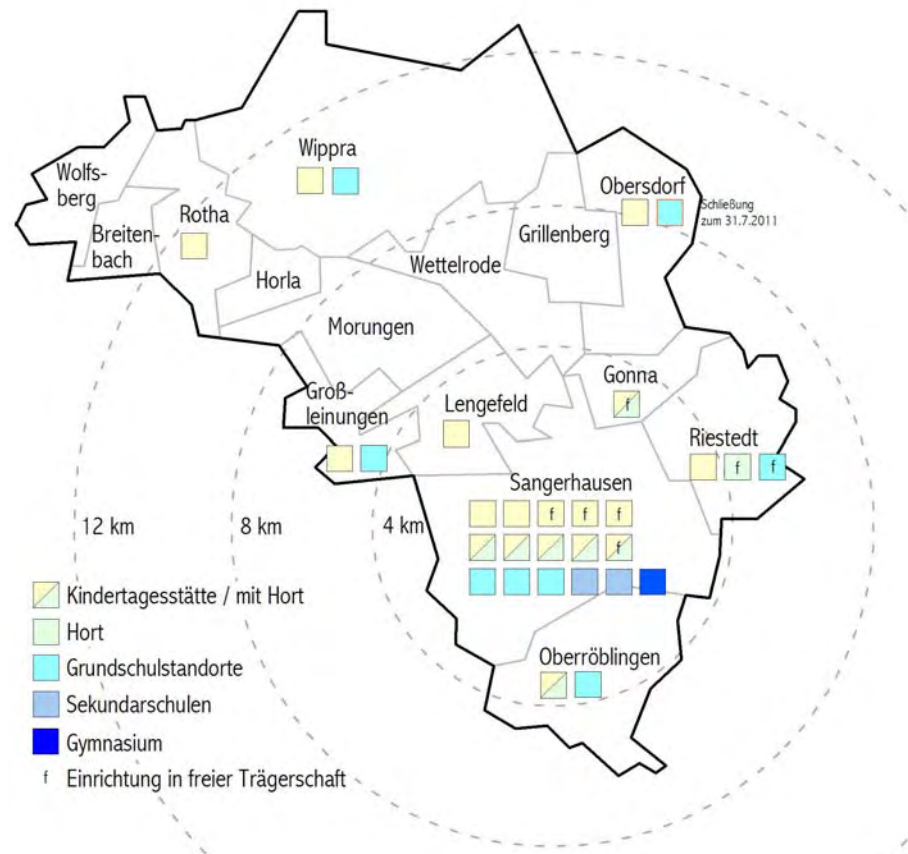 Wippra
Wolfs-
berg
Obersdorf
Schließung
zum 31.7.2011
Rotha
Breiten-
bach
Grillenberg
Wettelrode
Horla
Morungen
Gonna
f
Groß-
leinungen
Lengefeld
Riestedt
f f
Sangerhausen
f f f
f
12 km 8 km 4 km
Oberröblingen
Kindertagesstätte / mit Hort
Hort
Grundschulstandorte
Sekundarschulen
Gymnasium
f Einrichtung in freier Trägerschaft